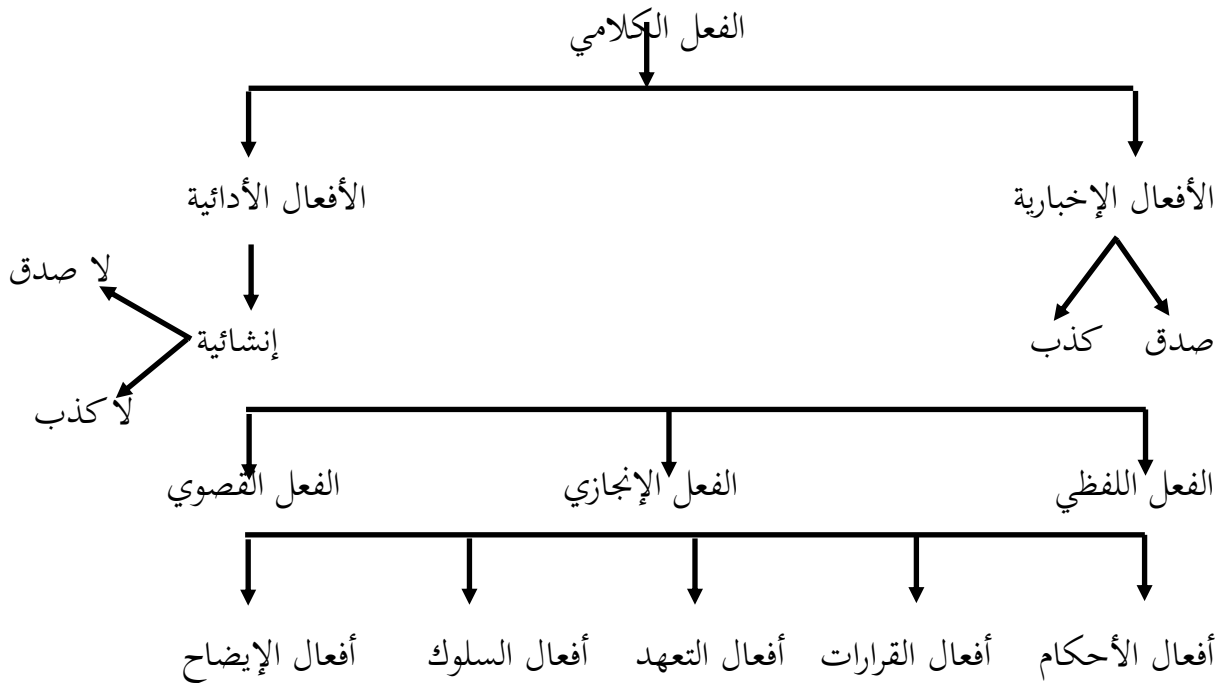 الفعل الكلامي
الأفعال الإخبارية الأفعال الأدائية
لا صدق
صدق كذب إنشائية
لا كذب
الفعل اللفظي الفعل الإنجازي الفعل القصوي
أفعال الأحكام أفعال القرارات أفعال التعهد أفعال السلوك أفعال الإيضاح